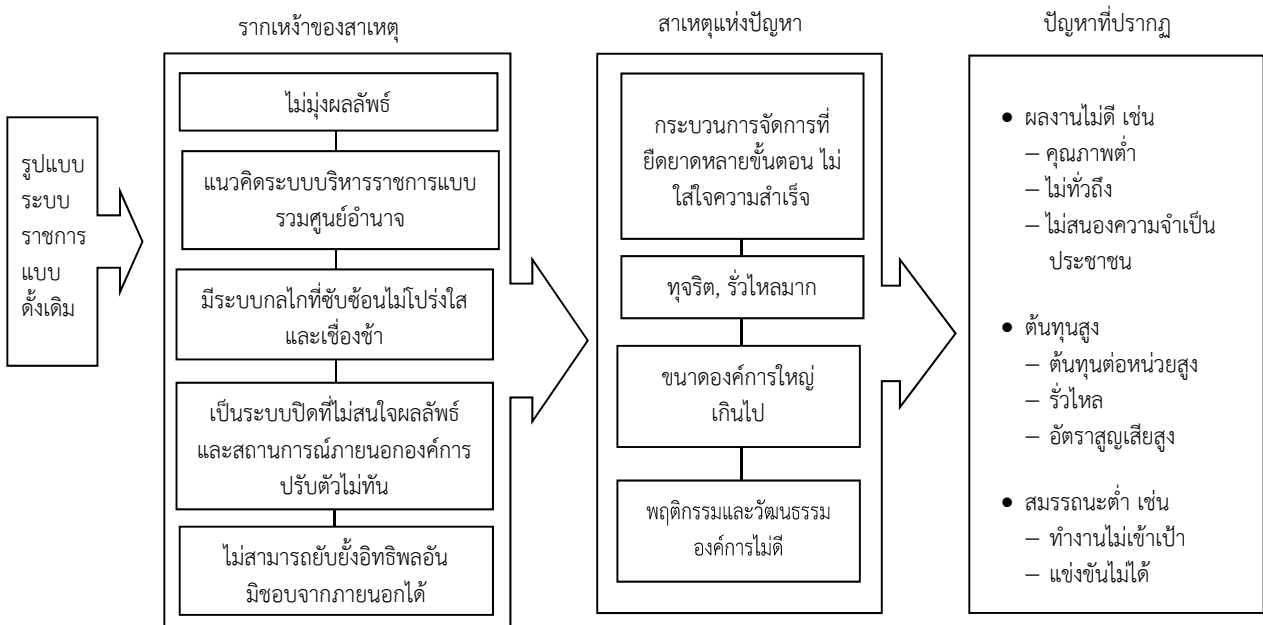 รากเหง้าของสาเหตุ
สาเหตุแห่งปัญหา
ปัญหาที่ปรากฏ
รูปแบบ
ระบบ
ราชการ
แบบ
ดั้งเดิม
ไม่มุ่งผลลัพธ์
แนวคิดระบบบริหารราชการแบบ
รวมศูนย์อำนาจ
มีระบบกลไกที่ซับซ้อนไม่โปร่งใส
และเชื่องช้า
เป็นระบบปิดที่ไม่สนใจผลลัพธ์
และสถานการณ์ภายนอกองค์การ
ปรับตัวไม่ทัน
ไม่สามารถยับยั้งอิทธิพลอัน
มิชอบจากภายนอกได้
กระบวนการจัดการที่
ยืดยาดหลายขั้นตอน ไม่
ใส่ใจความสำเร็จ
ทุจริต, รั่วไหลมาก
ขนาดองค์การใหญ่
เกินไป
พฤติกรรมและวัฒนธรรม
องค์การไม่ดี
• ผลงานไม่ดี เช่น
– คุณภาพต่ำ
– ไม่ทั่วถึง
– ไม่สนองความจำเป็น
ประชาชน
• ต้นทุนสูง
– ต้นทุนต่อหน่วยสูง
– รั่วไหล
– อัตราสูญเสียสูง
• สมรรถนะต่ำ เช่น
– ทำงานไม่เข้าเป้า
– แข่งขันไม่ได้